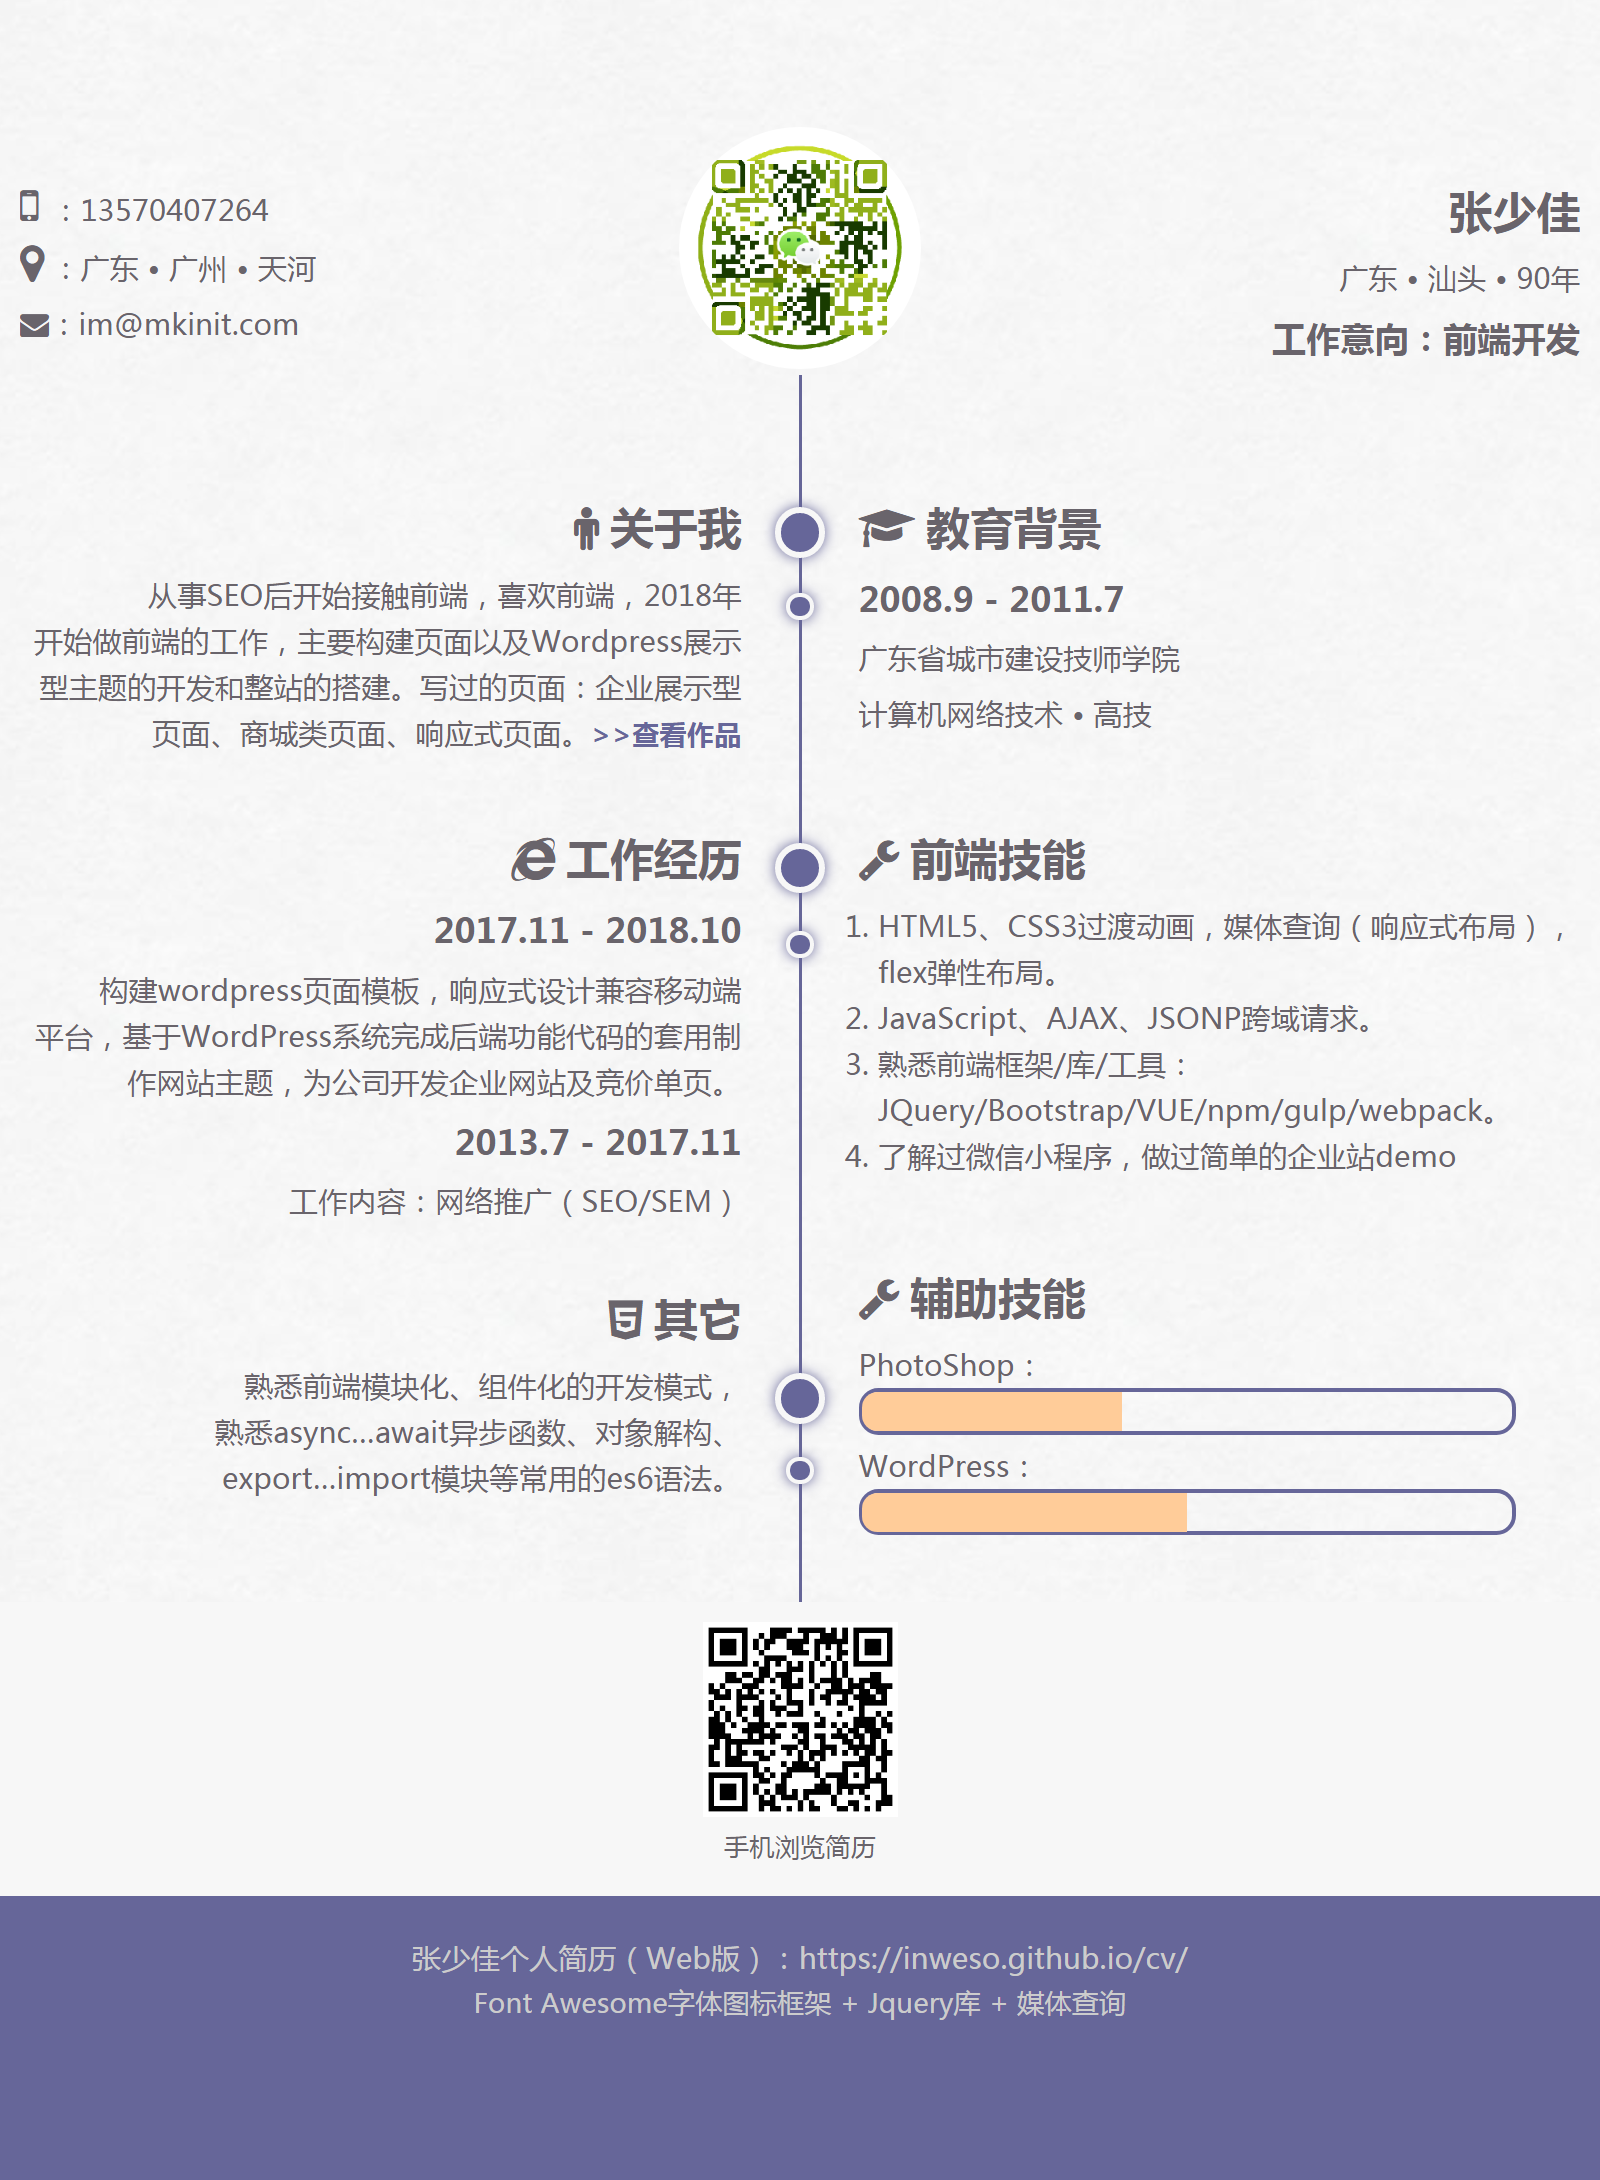 ：13570407264
：广东 • 广州 • 天河
：im@mkinit.com
张少佳
广东 • 汕头 • 90年
工作意向：前端开发
关于我
从事SEO后开始接触前端，喜欢前端，2018年
开始做前端的工作，主要构建页面以及Wordpress展示
型主题的开发和整站的搭建。写过的页面：企业展示型
页面、商城类页面、响应式页面。>>查看作品
教育背景
2008.9 - 2011.7
广东省城市建设技师学院
计算机网络技术 • 高技
工作经历
2017.11 - 2018.10
构建wordpress页面模板，响应式设计兼容移动端
平台，基于WordPress系统完成后端功能代码的套用制
作网站主题，为公司开发企业网站及竞价单页。
2013.7 - 2017.11
工作内容：网络推广（SEO/SEM）
前端技能
1. HTML5、CSS3过渡动画，媒体查询（响应式布局），
flex弹性布局。
2. JavaScript、AJAX、JSONP跨域请求。
3. 熟悉前端框架/库/工具：
JQuery/Bootstrap/VUE/npm/gulp/webpack。
4. 了解过微信小程序，做过简单的企业站demo
其它
熟悉前端模块化、组件化的开发模式，
熟悉async...await异步函数、对象解构、
export...import模块等常用的es6语法。
辅助技能
PhotoShop：
WordPress：
手机浏览简历
张少佳个人简历（Web版）：https://inweso.github.io/cv/
Font Awesome字体图标框架 + Jquery库 + 媒体查询